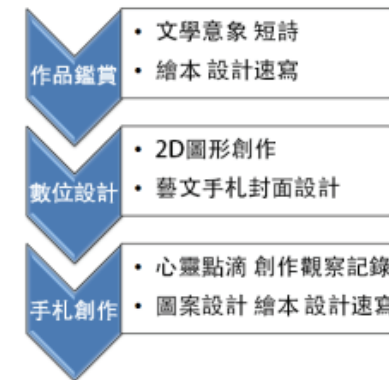 作品鑑賞
• 文學意象 短詩
• 繪本 設計速寫
數位設計
• 2D圖形創作
• 藝文手札封面設計
手札創作
• 心靈點滴 創作觀察記錄
• 圖案設計 繪本 設計速寫